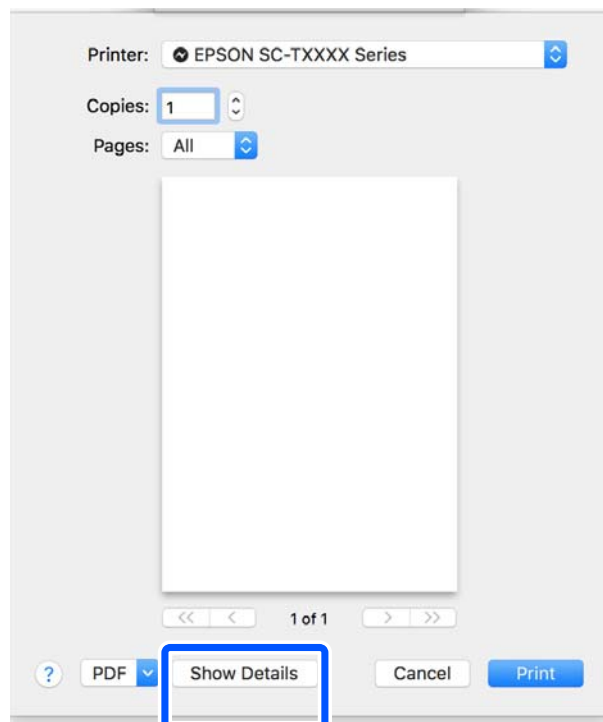 Printer: EPSON SC-TXXXX Series
Copies: 1
Pages: All
<< < 1 of 1 > >>
? PDF Show Details Cancel Print